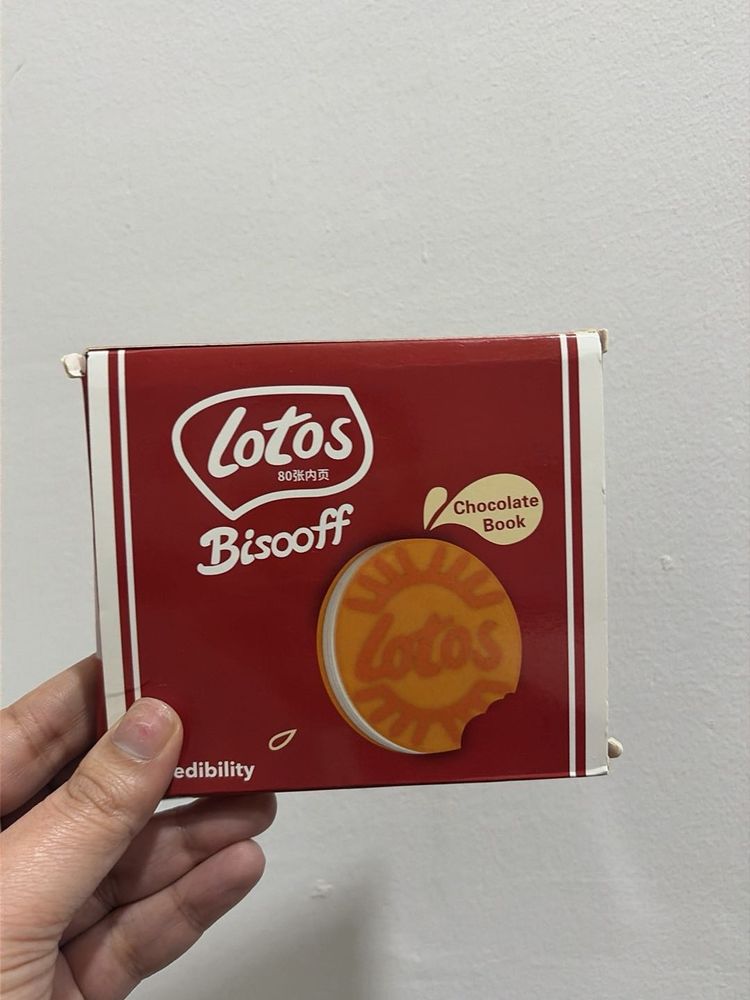 Lotos
80张内页
Bisooff
Chocolate
Book
Lotos
edibility